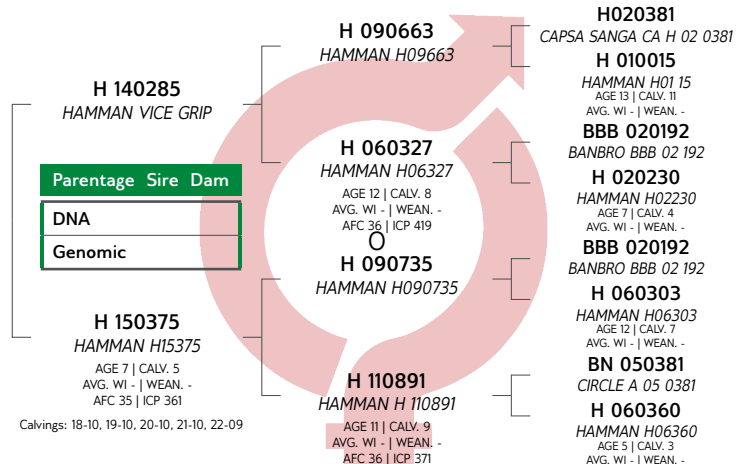 H 140285
HAMMAN VICE GRIP
Parentage Sire Dam
DNA
Genomic
H 150375
HAMMAN H15375
AGE 7 | CALV. 5
AVG. WI - | WEAN. -
AFC 35 | ICP 361
Calvings: 18-10, 19-10, 20-10, 21-10, 22-09
H 090663
HAMMAN H09663
H 060327
HAMMAN H06327
AGE 12 | CALV. 8
AVG. WI - | WEAN. -
AFC 36 | ICP 419
O
H 090735
HAMMAN H090735
H 110891
HAMMAN H 110891
AGE 11 | CALV. 9
AVG. WI - | WEAN. -
AFC 36 | ICP 371
H020381
CAPSA SANGA CA H 02 0381
H 010015
HAMMAN H01 15
AGE 13 | CALV. 11
AVG. WI - | WEAN. -
BBB 020192
BANBRO BBB 02 192
H 020230
HAMMAN H02230
AGE 7 | CALV. 4
AVG. WI - | WEAN. -
BBB 020192
BANBRO BBB 02 192
H 060303
HAMMAN H06303
AGE 12 | CALV. 7
AVG. WI - | WEAN. -
BN 050381
CIRCLE A 05 0381
H 060360
HAMMAN H06360
AGE 5 | CALV. 3
AVG. WI - | WEAN. -